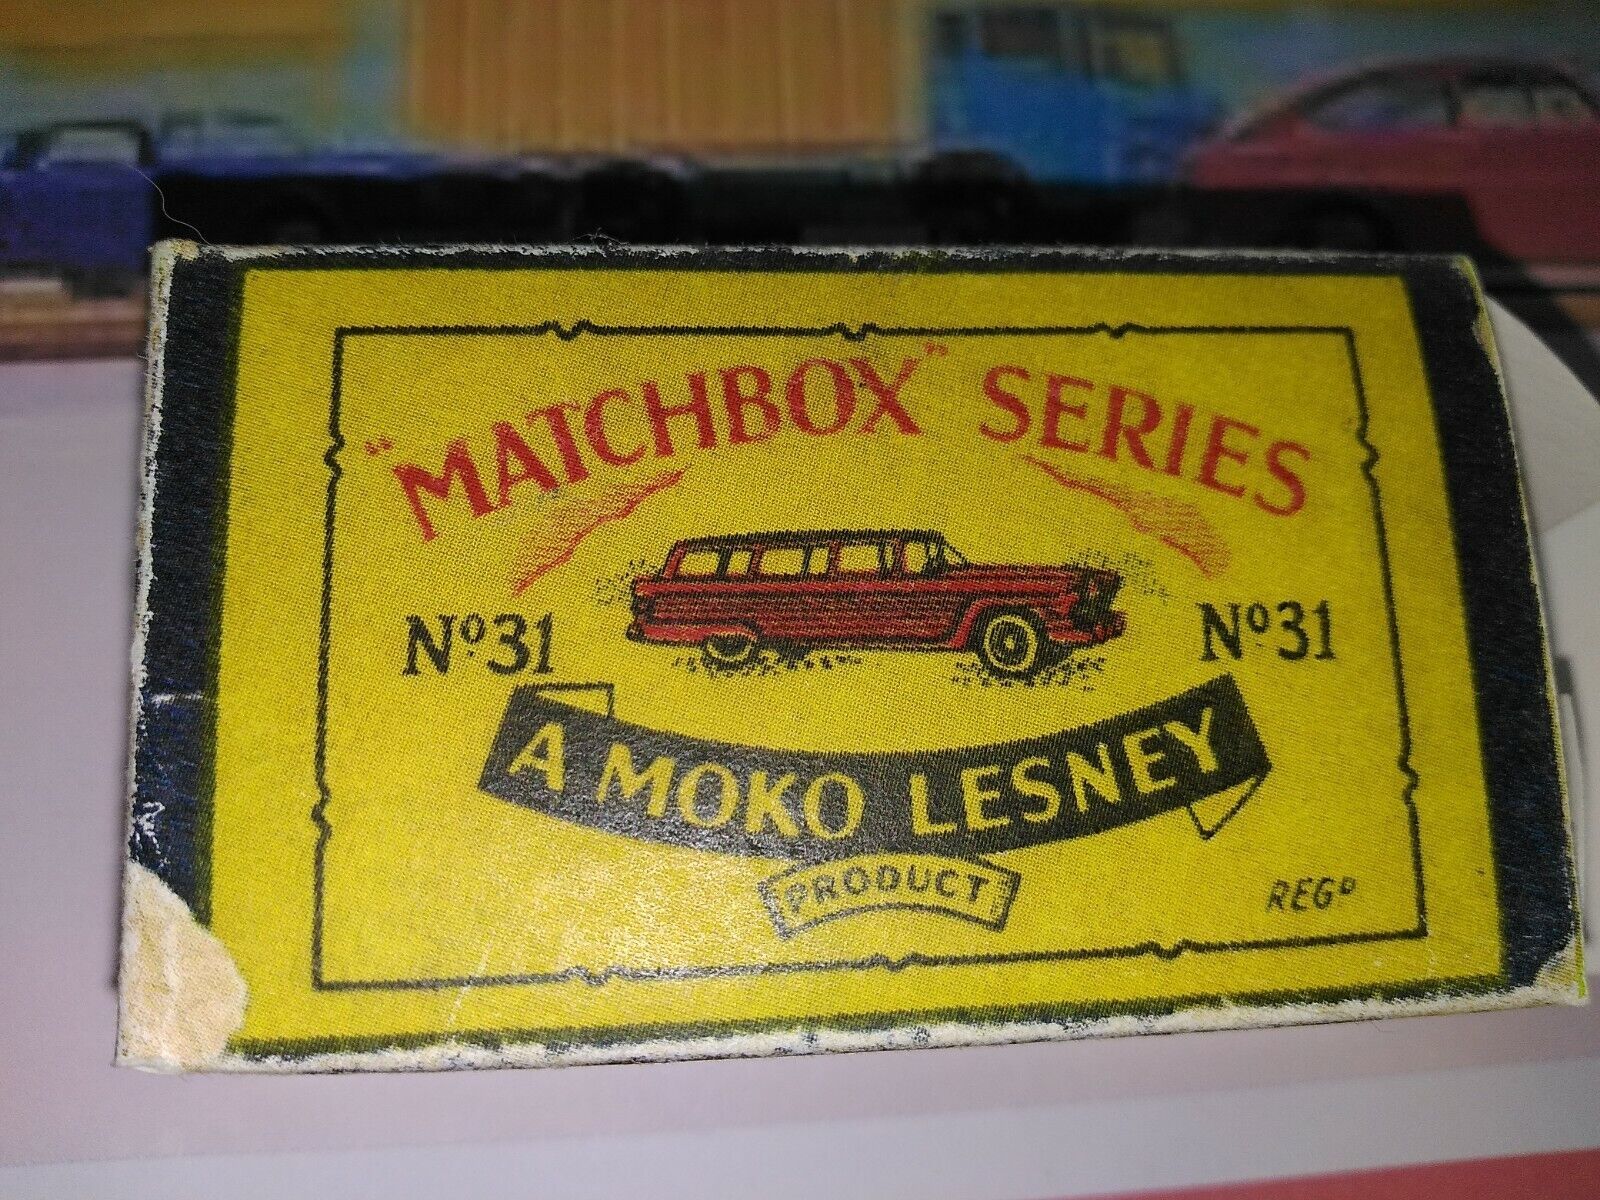 "MATCHBOX" SERIES
Nº31 Nº31
A MOKO LESNEY
PRODUCT
REGD